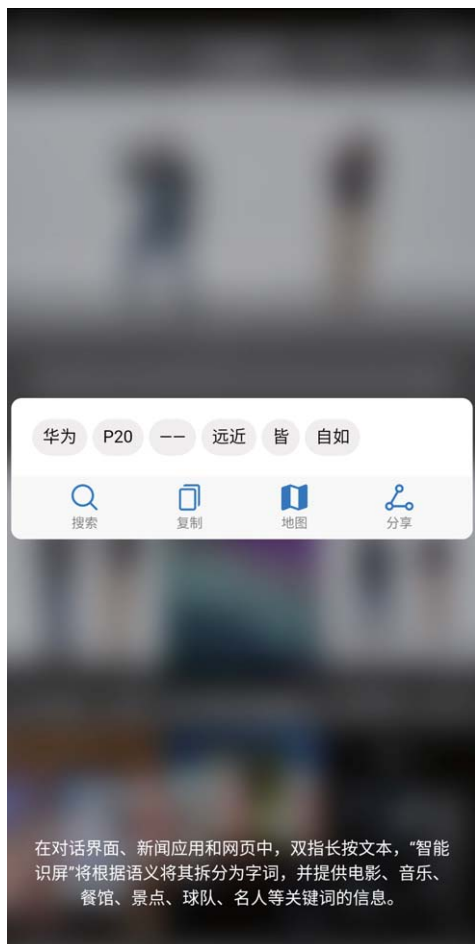 华为 P20 —— 远近 皆 自如
搜索 复制 地图 分享
在对话界面、新闻应用和网页中，双指长按文本，“智能
识屏”将根据语义将其拆分为字词，并提供电影、音乐、
餐馆、景点、球队、名人等关键词的信息。